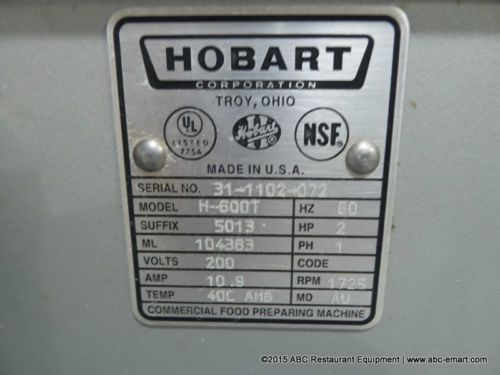 HOBART
CORPORATION
TROY, OHIO
UL LISTED 775A Hobart NSF
MADE IN U.S.A.
SERIAL NO. 31-1102-072
MODEL H-600T HZ 60
SUFFIX 5013 HP 2
ML 104383 PH 1
VOLTS 200 CODE
AMP 10.9 RPM 1725
TEMP 40C AMB MD AU
COMMERCIAL FOOD PREPARING MACHINE
©2015 ABC Restaurant Equipment | www.abc-emart.com